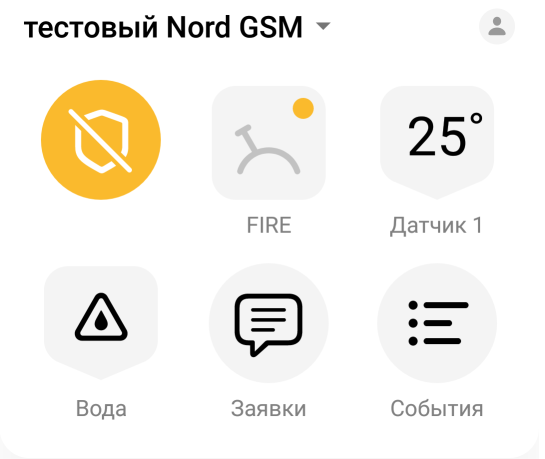 тестовый Nord GSM
25°
FIRE
Датчик 1
Вода
Заявки
События